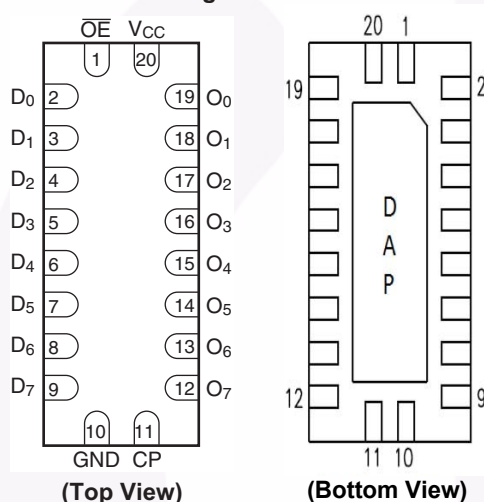 OE VCC
1 20
D0 2 19 O0
D1 3 18 O1
D2 4 17 O2
D3 5 16 O3
D4 6 15 O4
D5 7 14 O5
D6 8 13 O6
D7 9 12 O7
10 11
GND CP
(Top View)
20 1
19 2
D
A
P
12 9
11 10
(Bottom View)